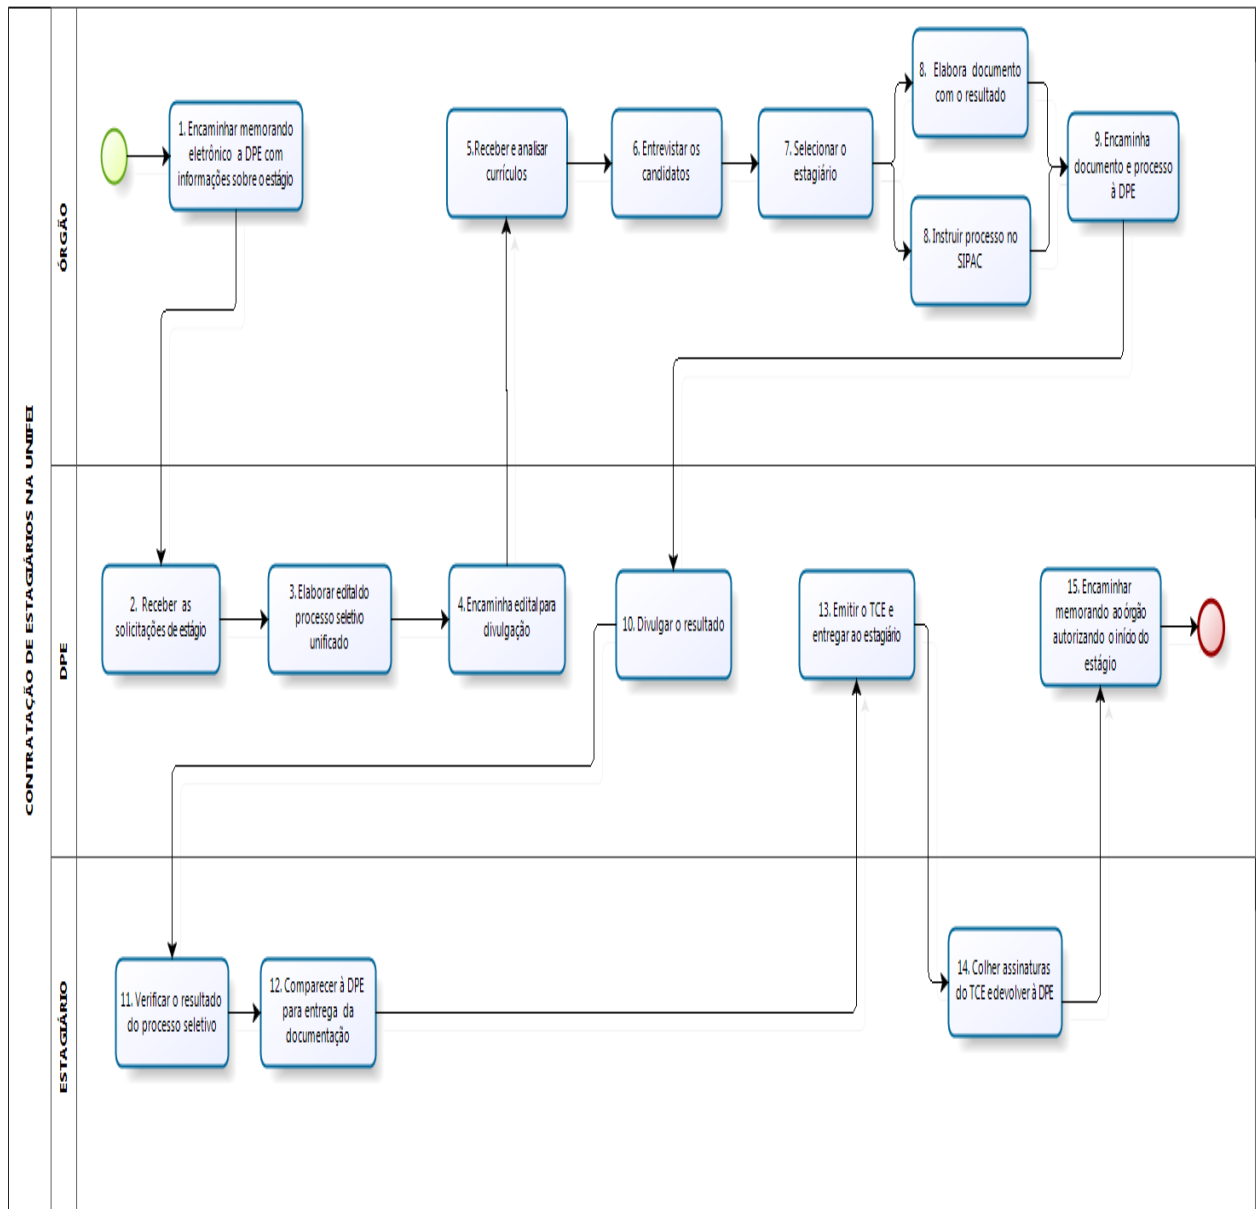 CONTRATAÇÃO DE ESTAGIÁRIOS NA UNIFEI
ÓRGÃO
1. Encaminhar memorando
eletrônico a DPE com
informações sobre o estágio
5.Receber e analisar
currículos
6. Entrevistar os
candidatos
7. Selecionar o
estagiário
8. Elabora documento
com o resultado
8. Instruir processo no
SIPAC
9. Encaminha
documento e processo
à DPE
DPE
2. Receber as
solicitações de estágio
3. Elaborar edital do
processo seletivo
unificado
4. Encaminha edital para
divulgação
10. Divulgar o resultado
13. Emitir o TCE e
entregar ao estagiário
15. Encaminhar
memorando ao órgão
autorizando o início do
estágio
ESTAGIÁRIO
11. Verificar o resultado
do processo seletivo
12. Comparecer à DPE
para entrega da
documentação
14. Colher assinaturas
do TCE e devolver à DPE